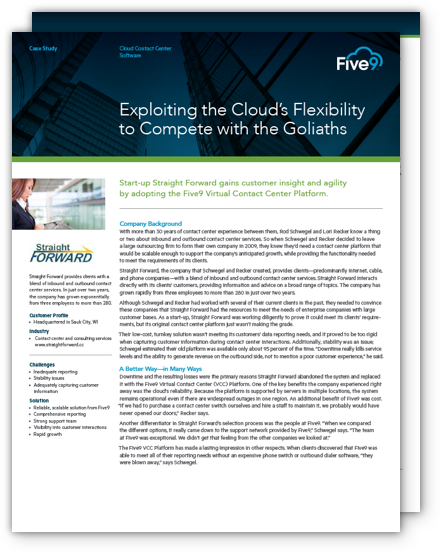 Case Study
Cloud Contact Center
Software
Five9
Exploiting the Cloud's Flexibility
to Compete with the Goliaths
Start-up Straight Forward gains customer insight and agility
by adopting the Five9 Virtual Contact Center Platform.
Straight
FORWARD
Straight Forward provides clients with a
blend of inbound and outbound contact
center services. In just over two years,
the company has grown exponentially
from three employees to more than 280.
Customer Profile
• Headquartered in Sauk City, WI
Industry
• Contact center and consulting services
www.straightforward.cc
Challenges
• Inadequate reporting
• Stability issues
• Adequately capturing customer
information
Solution
• Reliable, scalable solution from Five9
• Comprehensive reporting
• Strong support team
• Visibility into customer interactions
• Rapid growth
Company Background
With more than 30 years of contact center experience between them, Rod Schwegel and Lori Recker know a thing
or two about inbound and outbound contact center services. So when Schwegel and Recker decided to leave
a large outsourcing firm to form their own company in 2009, they knew they'd need a contact center platform that
would be scalable enough to support the company's anticipated growth, while providing the functionality needed
to meet the requirements of its clients.
Straight Forward, the company that Schwegel and Recker created, provides clients—predominantly Internet, cable,
and phone companies—with a blend of inbound and outbound contact center services. Straight Forward interacts
directly with its clients' customers, providing information and advice on a broad range of topics. The company has
grown rapidly from three employees to more than 280 in just over two years.
Although Schwegel and Recker had worked with several of their current clients in the past, they needed to convince
these companies that Straight Forward had the resources to meet the needs of enterprise companies with large
customer bases. As a start-up, Straight Forward was working diligently to prove it could meet its clients' require-
ments, but its original contact center platform just wasn't making the grade.
Their low-cost, turnkey solution wasn't meeting its customers' data reporting needs, and it proved to be too rigid
when capturing customer information during contact center interactions. Additionally, stability was an issue;
Schwegel estimated their old platform was available only about 95 percent of the time. "Downtime really kills service
levels and the ability to generate revenue on the outbound side, not to mention a poor customer experience," he said.
A Better Way—in Many Ways
Downtime and the resulting losses were the primary reasons Straight Forward abandoned the system and replaced
it with the Five9 Virtual Contact Center (VCC) Platform. One of the key benefits the company experienced right
away was the cloud's reliability. Because the platform is supported by servers in multiple locations, the system
remains operational even if there are widespread outages in one region. An additional benefit of Five9 was cost.
"If we had to purchase a contact center switch ourselves and hire a staff to maintain it, we probably would have
never opened our doors," Recker says.
Another differentiator in Straight Forward's selection process was the people at Five9. "When we compared
the different options, it really came down to the support network provided by Five9," Schwegel says. "The team
at Five9 was exceptional. We didn't get that feeling from the other companies we looked at."
The Five9 VCC Platform has made a lasting impression in other respects. When clients discovered that Five9 was
able to meet all of their reporting needs without an expensive phone switch or outbound dialer software, "they
were blown away," says Schwegel.